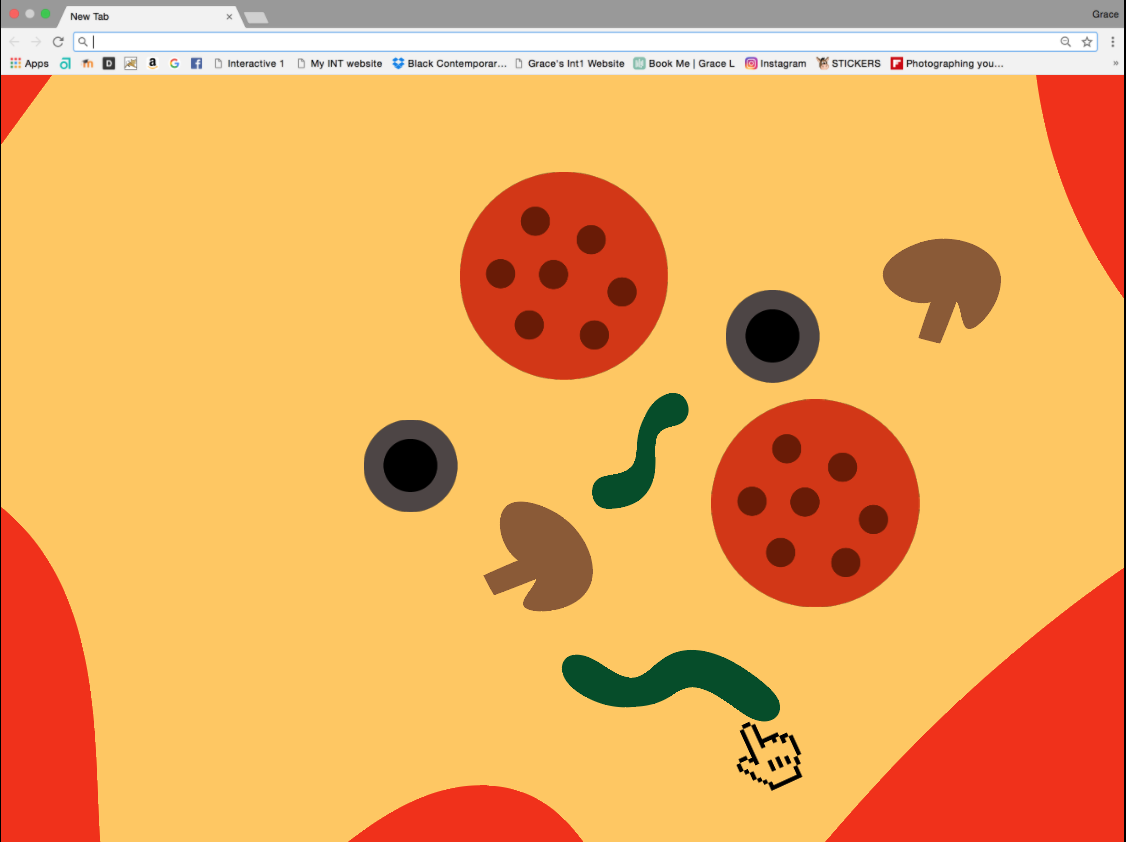 New Tab
Grace
Apps
Interactive 1
My INT website
Black Contemporar...
Grace's Int1 Website
Book Me | Grace L
Instagram
STICKERS
Photographing you...